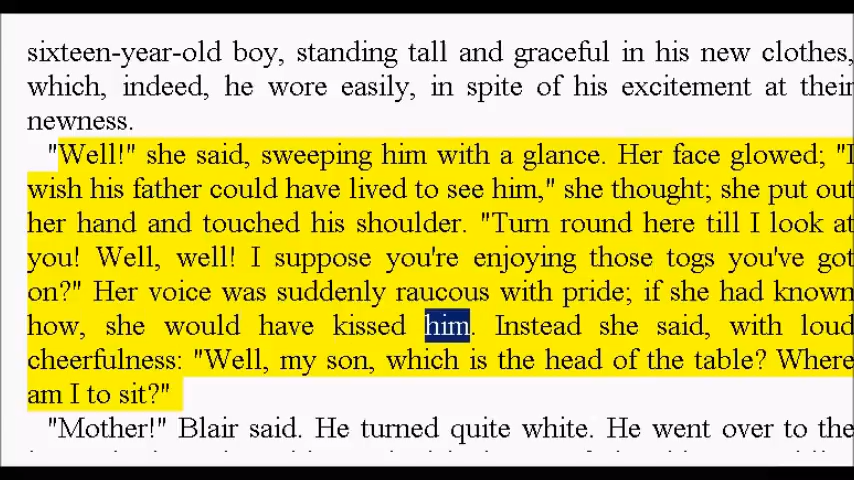 sixteen-year-old boy, standing tall and graceful in his new clothes,
which, indeed, he wore easily, in spite of his excitement at their
newness.
"Well!" she said, sweeping him with a glance. Her face glowed; "I
wish his father could have lived to see him," she thought; she put out
her hand and touched his shoulder. "Turn round here till I look at
you! Well, well! I suppose you're enjoying those togs you've got
on?" Her voice was suddenly raucous with pride; if she had known
how, she would have kissed him. Instead she said, with loud
cheerfulness: "Well, my son, which is the head of the table? Where
am I to sit?"
"Mother!" Blair said. He turned quite white. He went over to the